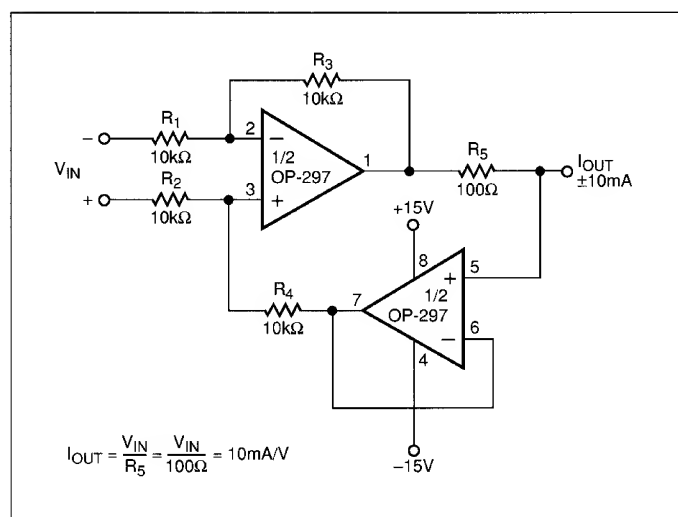 R3
10kΩ
R1
10kΩ
−
2
−
1/2
OP-297
1
R5
100Ω
IOUT
±10mA
VIN
R2
10kΩ
+
3
+
+15V
8
+
5
R4
10kΩ
7
1/2
OP-297
−
6
4
−15V
IOUT = VIN/R5 = VIN/100Ω = 10mA/V